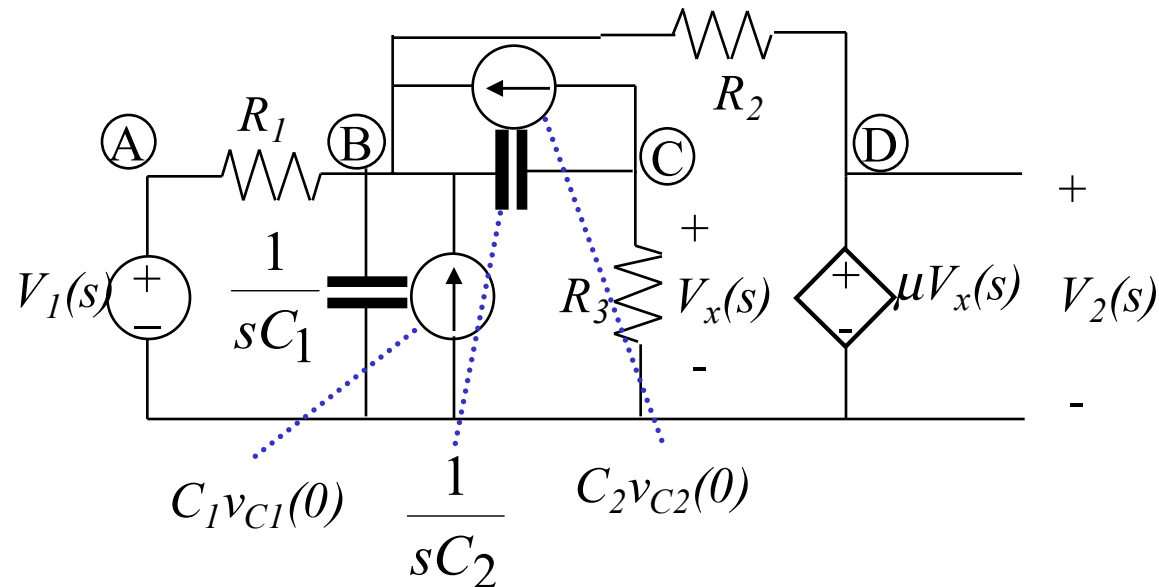 R2
R1
A
B
C
D
V1(s)
+
−
1
sC1
R3
+
Vx(s)
-
+
-
μVx(s)
+
V2(s)
-
C1vC1(0)
1
sC2
C2vC2(0)